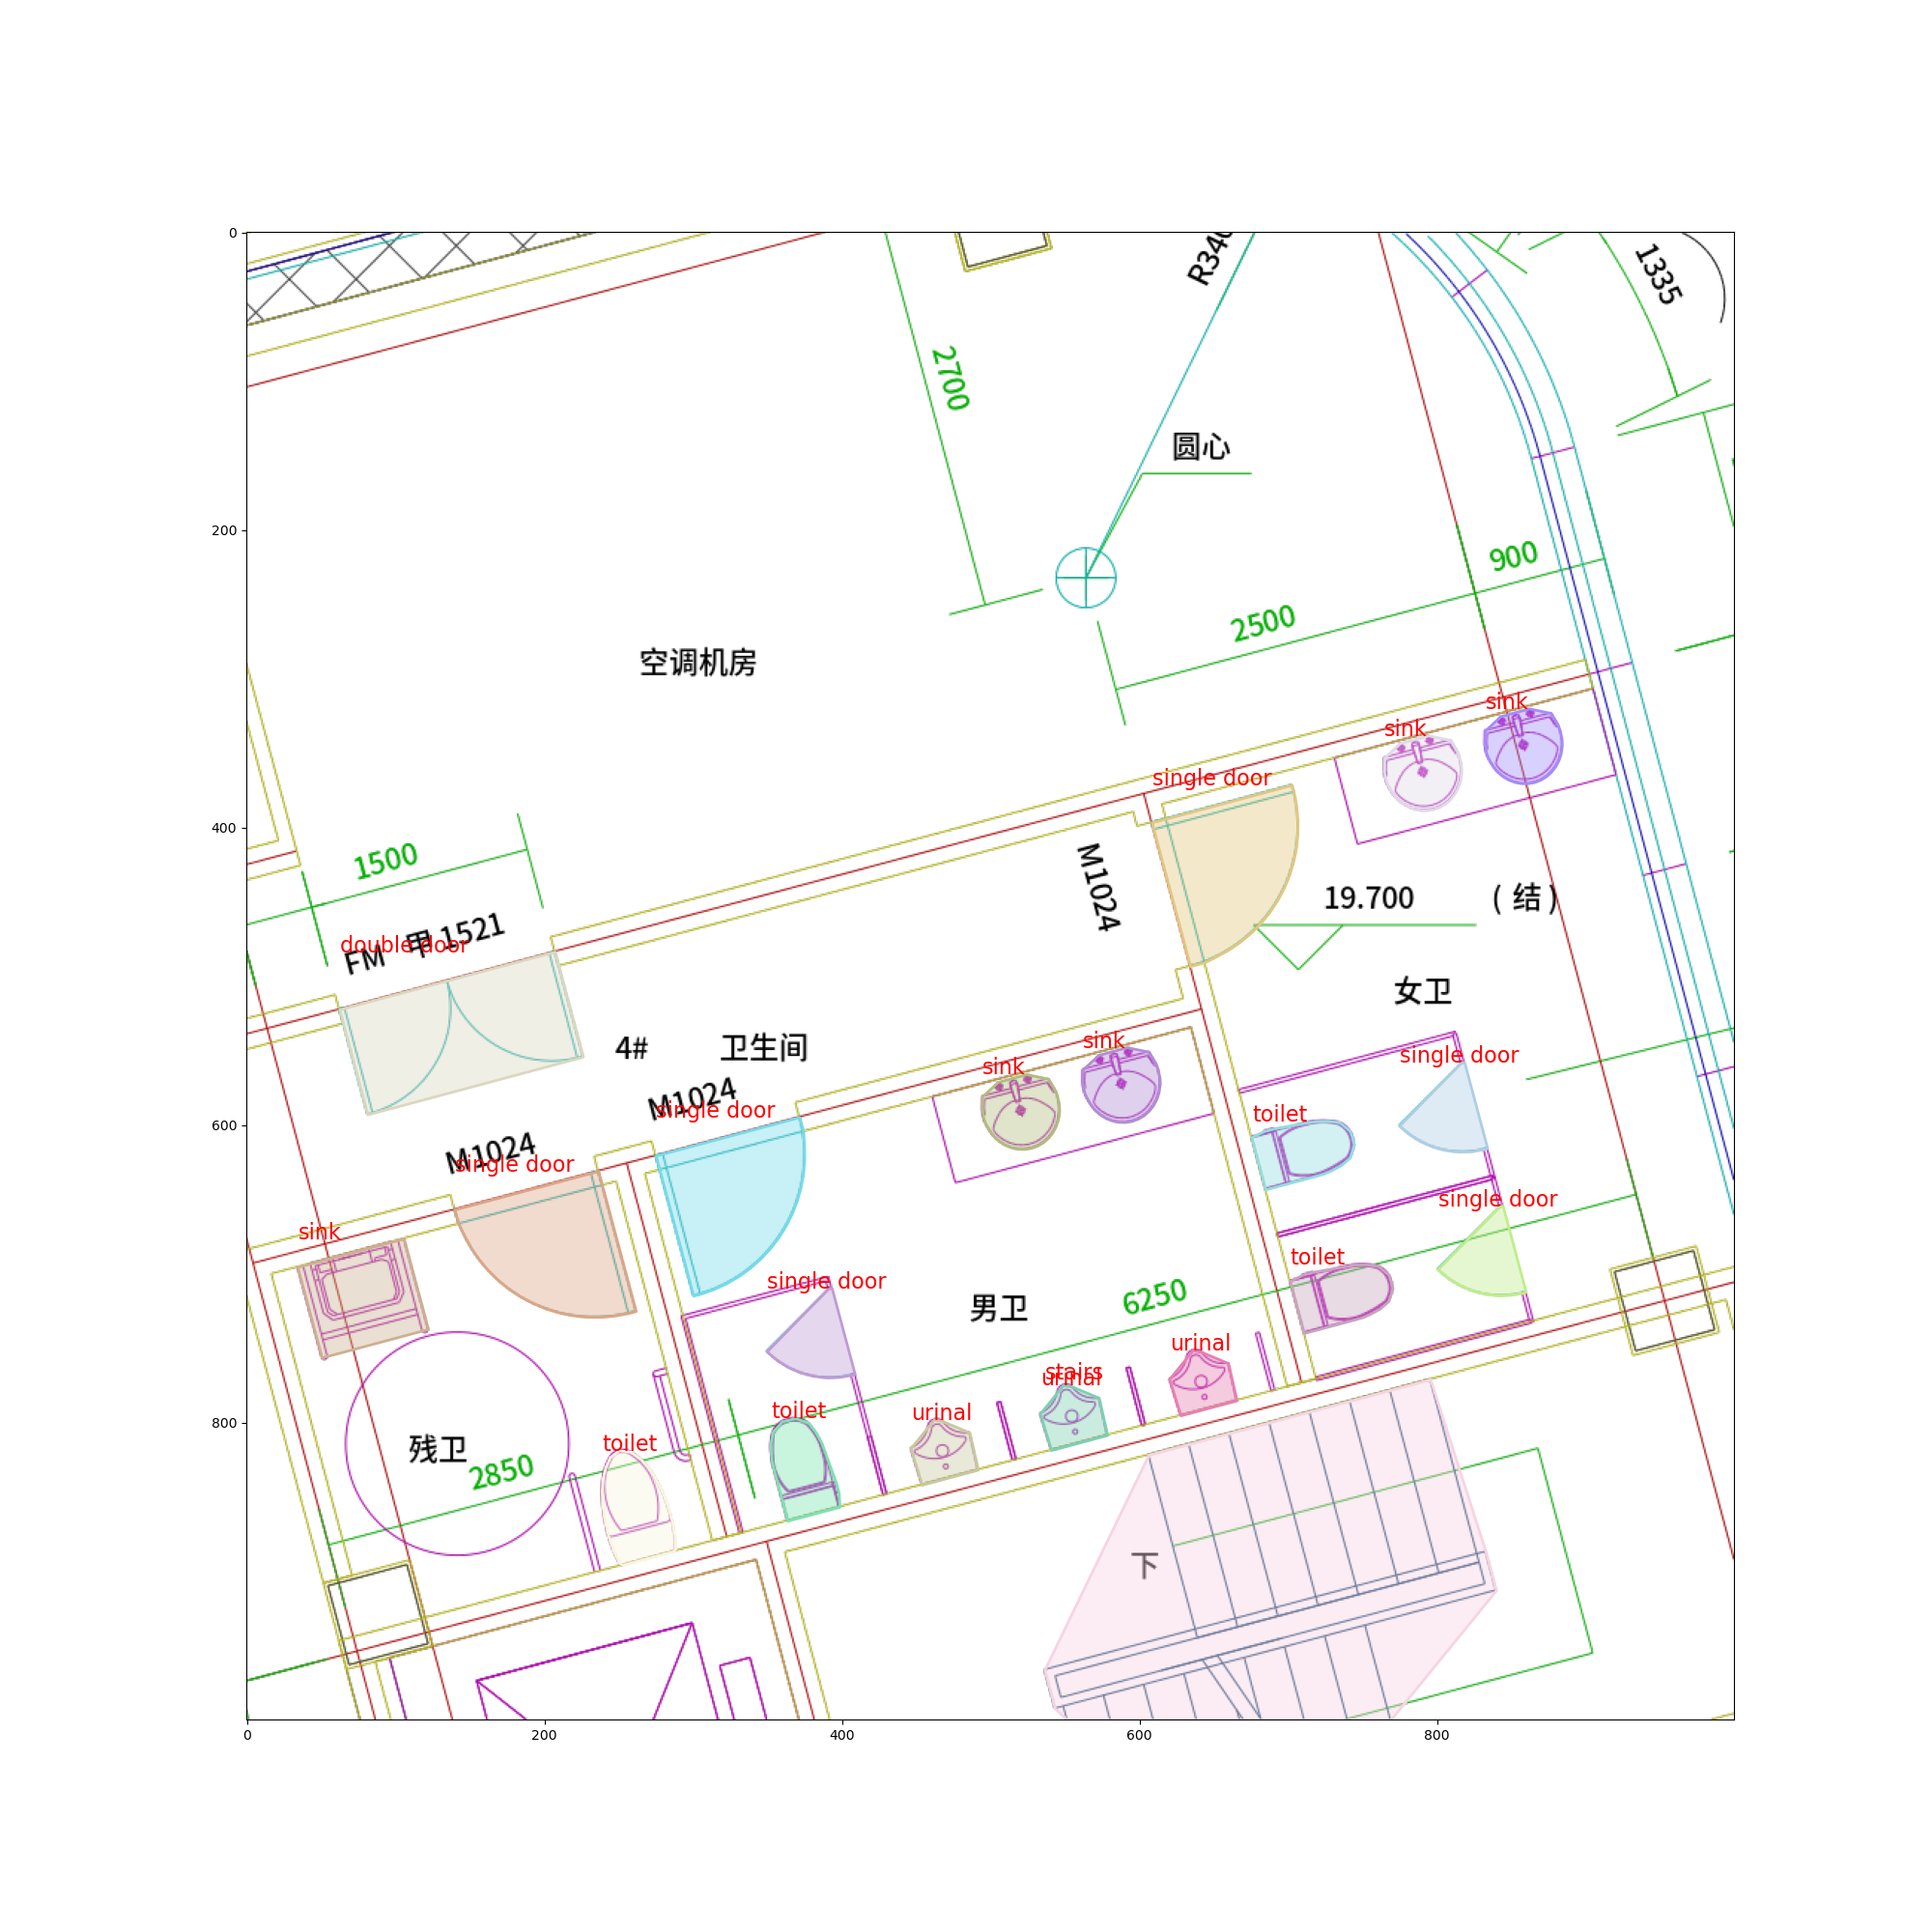 0
R340
1335
2700
圆心
200
900
2500
空调机房
sink
sink
single door
400
1500
M1024
19.700 (结)
FM 甲1521
double door
女卫
4# 卫生间
sink
sink
single door
M1024
single door
600
toilet
M1024
single door
single door
sink
toilet
single door
男卫
6250
urinal
stairs
urinal
toilet
urinal
800
残卫
toilet
2850
下
0 200 400 600 800